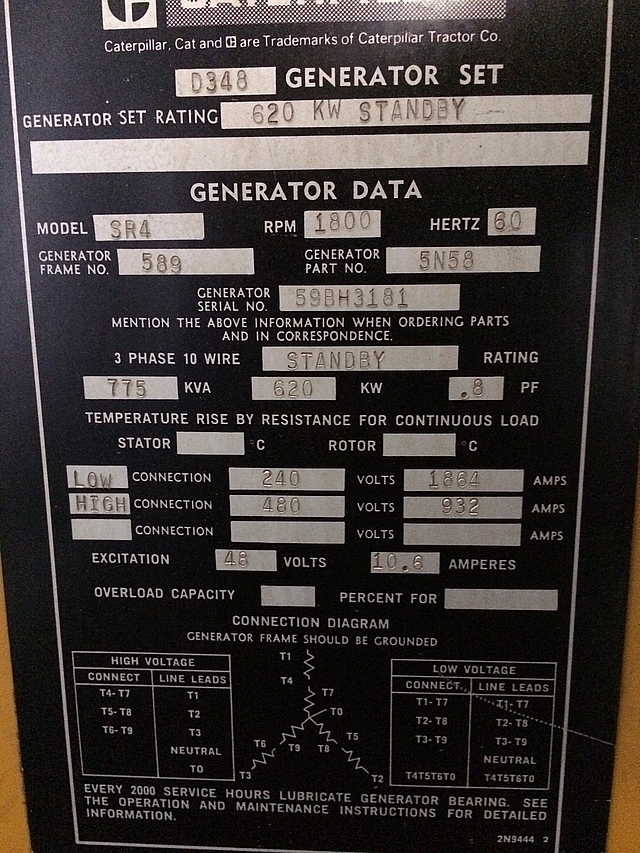 Caterpillar, Cat and C are Trademarks of Caterpillar Tractor Co.
D348 GENERATOR SET
GENERATOR SET RATING 620 KW STANDBY
GENERATOR DATA
MODEL SR4 RPM 1800 HERTZ 60
GENERATOR FRAME NO. 589 GENERATOR PART NO. 5N58
GENERATOR SERIAL NO. 59BH3181
MENTION THE ABOVE INFORMATION WHEN ORDERING PARTS
AND IN CORRESPONDENCE.
3 PHASE 10 WIRE STANDBY RATING
775 KVA 620 KW .8 PF
TEMPERATURE RISE BY RESISTANCE FOR CONTINUOUS LOAD
STATOR °C ROTOR °C
LOW CONNECTION 240 VOLTS 1864 AMPS
HIGH CONNECTION 480 VOLTS 932 AMPS
CONNECTION VOLTS AMPS
EXCITATION 48 VOLTS 10.6 AMPERES
OVERLOAD CAPACITY PERCENT FOR
CONNECTION DIAGRAM
GENERATOR FRAME SHOULD BE GROUNDED
HIGH VOLTAGE
CONNECT LINE LEADS
T4-T7 T1
T5-T8 T2
T6-T9 T3
NEUTRAL
T0
T1
T4
T7
T0
T6 T9 T8 T5
T3 T2
LOW VOLTAGE
CONNECT LINE LEADS
T1-T7 T1-T7
T2-T8 T2-T8
T3-T9 T3-T9
NEUTRAL
T4T5T6T0 T4T5T6T0
EVERY 2000 SERVICE HOURS LUBRICATE GENERATOR BEARING. SEE
THE OPERATION AND MAINTENANCE INSTRUCTIONS FOR DETAILED
INFORMATION.
2N9444 2